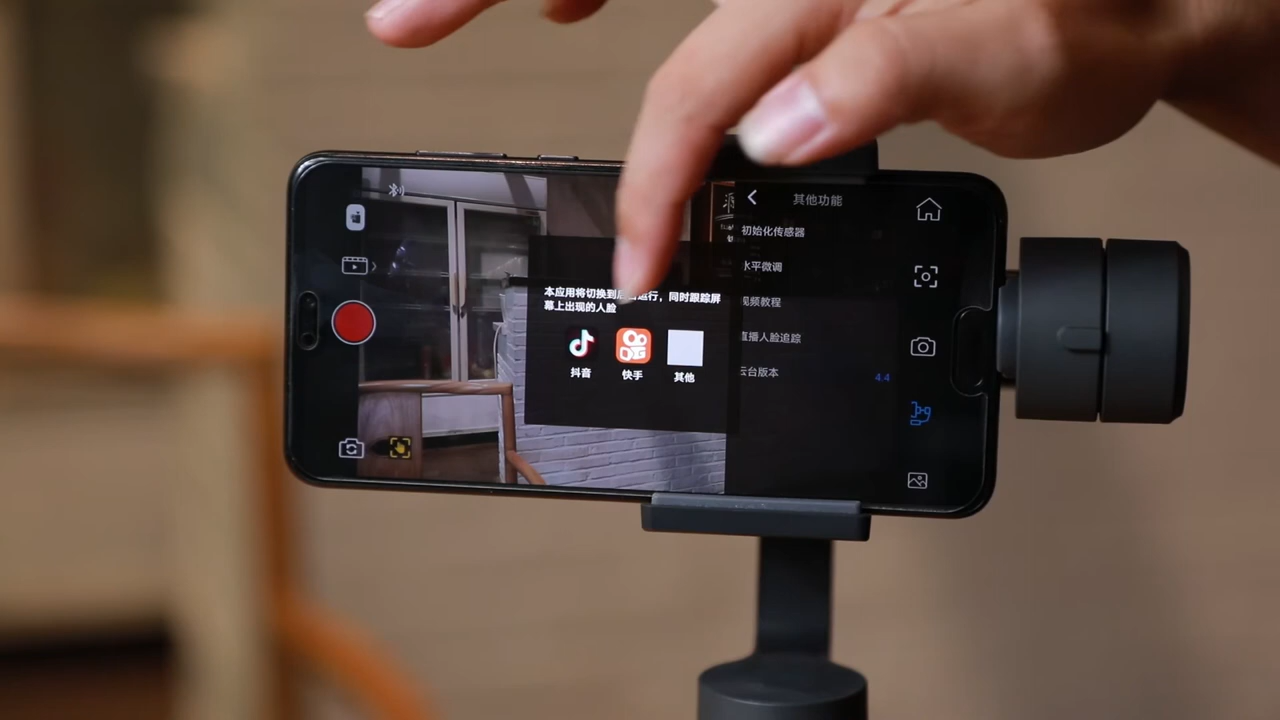 其他功能
初始化传感器
水平微调
视频教程
直播人脸追踪
云台版本
4.4
本应用将切换到后台运行，同时跟踪屏
幕上出现的人脸
抖音
快手
其他